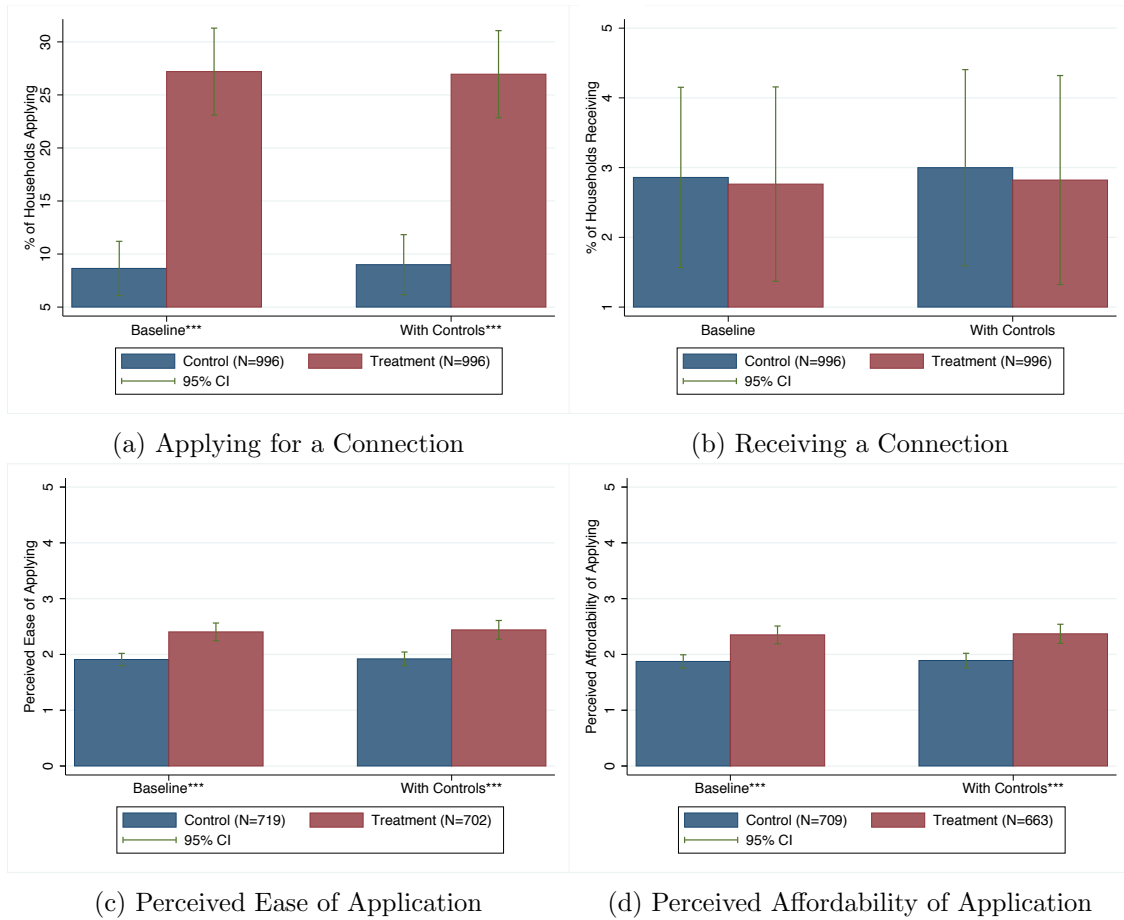 % of Households Applying
30
25
20
15
10
5
Baseline***
With Controls***
Control (N=996)
Treatment (N=996)
95% CI
(a) Applying for a Connection
% of Households Receiving
5
4
3
2
1
Baseline
With Controls
Control (N=996)
Treatment (N=996)
95% CI
(b) Receiving a Connection
Perceived Ease of Applying
5
4
3
2
1
0
Baseline***
With Controls***
Control (N=719)
Treatment (N=702)
95% CI
(c) Perceived Ease of Application
Perceived Affordability of Applying
5
4
3
2
1
0
Baseline***
With Controls***
Control (N=709)
Treatment (N=663)
95% CI
(d) Perceived Affordability of Application